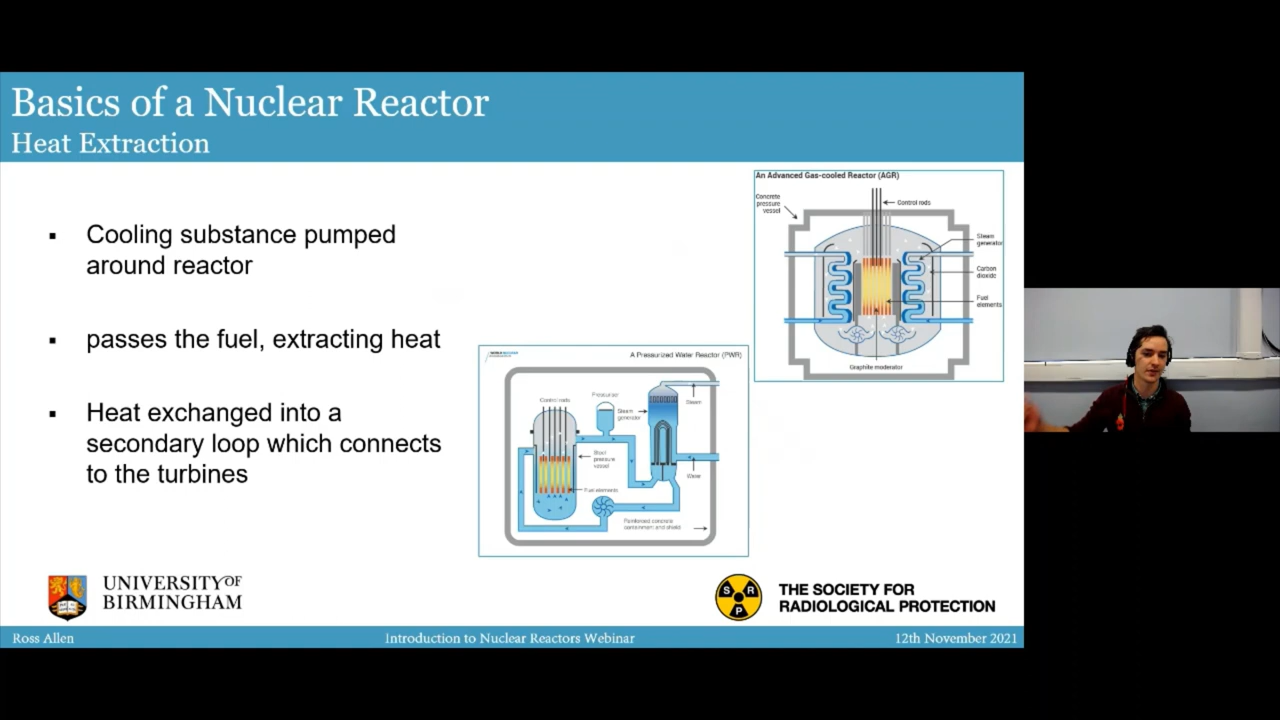 Basics of a Nuclear Reactor
Heat Extraction
▪ Cooling substance pumped
around reactor
▪ passes the fuel, extracting heat
▪ Heat exchanged into a
secondary loop which connects
to the turbines
An Advanced Gas-cooled Reactor (AGR)
Concrete
pressure
vessel
Control rods
Steam
generator
Carbon
dioxide
Fuel
elements
Graphite moderator
A Pressurized Water Reactor (PWR)
Control rods
Steam
generator
Steam
Steel
pressure
vessel
Fuel elements
Water
Reinforced concrete
containment and shield
UNIVERSITY OF
BIRMINGHAM
S R
P
THE SOCIETY FOR
RADIOLOGICAL PROTECTION
Ross Allen
Introduction to Nuclear Reactors Webinar
12th November 2021